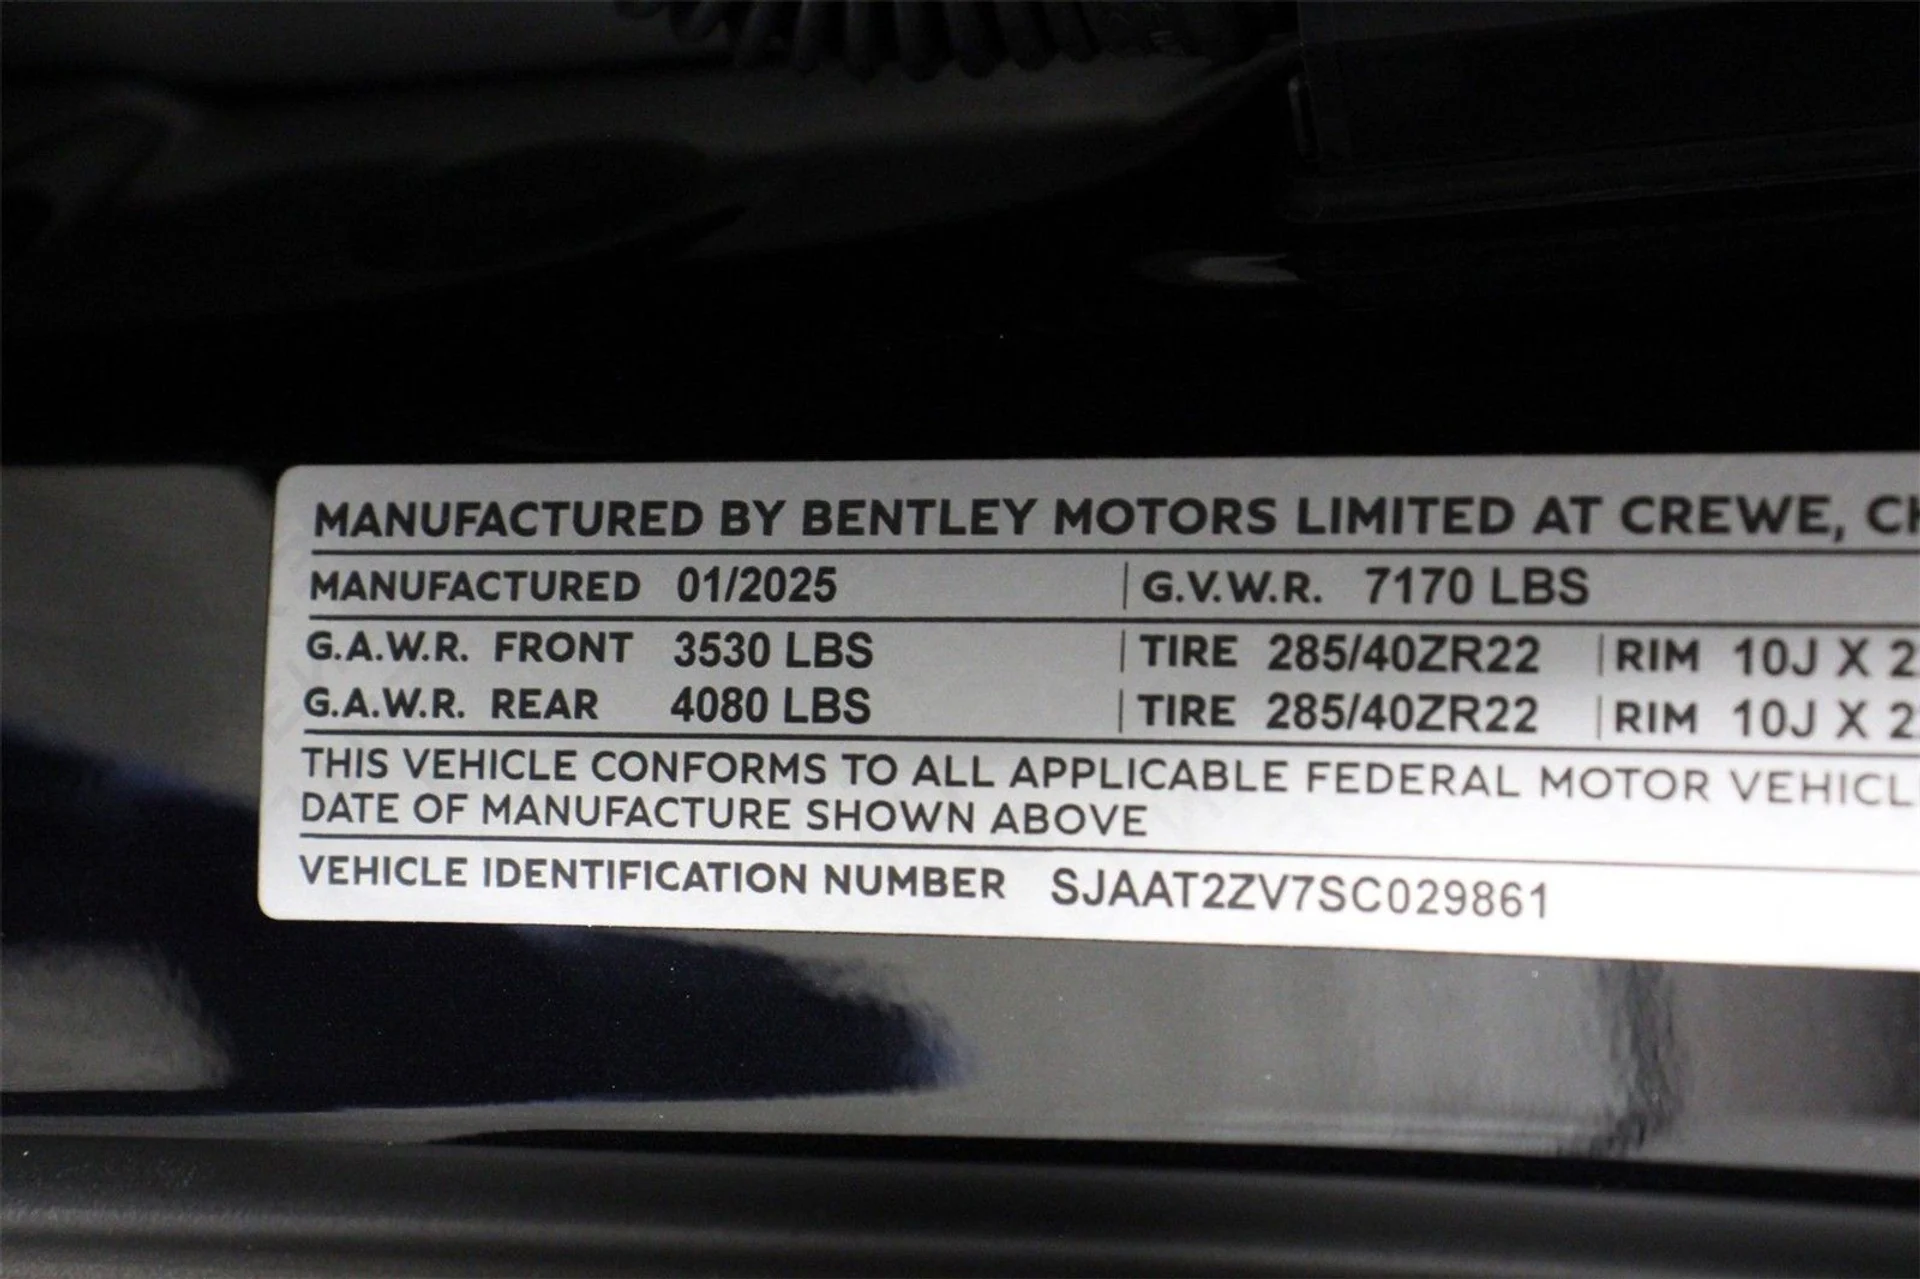 MANUFACTURED BY BENTLEY MOTORS LIMITED AT CREWE,
MANUFACTURED 01/2025 G.V.W.R. 7170 LBS
G.A.W.R. FRONT 3530 LBS TIRE 285/40ZR22 RIM 10J X
G.A.W.R. REAR 4080 LBS TIRE 285/40ZR22 RIM 10J X
THIS VEHICLE CONFORMS TO ALL APPLICABLE FEDERAL MOTOR
DATE OF MANUFACTURE SHOWN ABOVE
VEHICLE IDENTIFICATION NUMBER SJAAT2ZV7SC029861